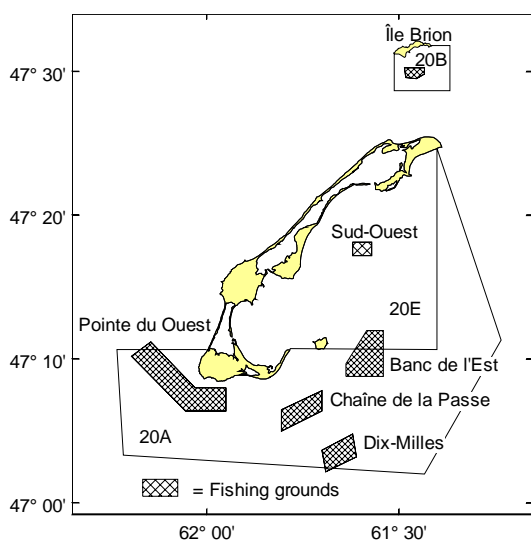 Île Brion
20B
47° 30'
47° 20'
Sud-Ouest
20E
Pointe du Ouest
47° 10'
Banc de l'Est
Chaîne de la Passe
20A
Dix-Milles
= Fishing grounds
47° 00'
62° 00'
61° 30'